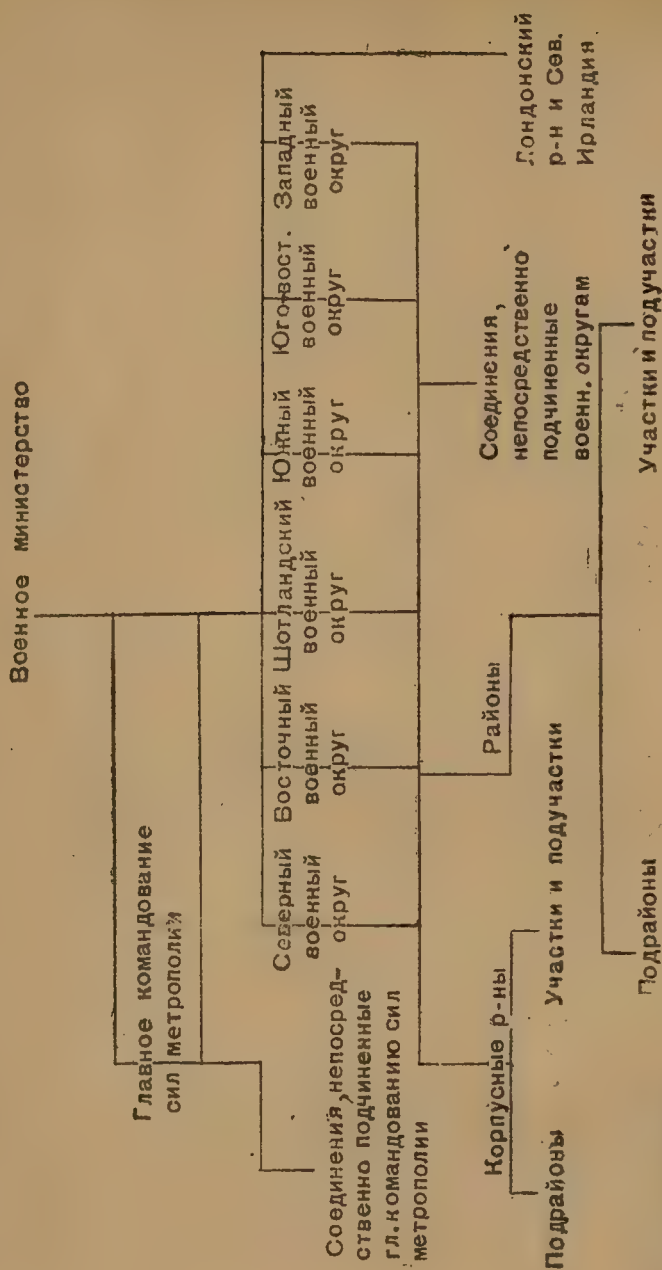 Военное министерство
Главное командование
сил метрополии
Соединения, непосред-
ственно подчиненные
гл. командованию сил
метрополии
Северный
военный
округ
Восточный
военный
округ
Шотландский
военный
округ
Южный
военный
округ
Юго-вост.
военный
округ
Западный
военный
округ
Лондонский
р-н и Сев.
Ирландия
Корпусные р-ны
Подрайоны
Участки и подучастки
Районы
Соединения,
непосредственно
подчиненные
военн. округам
Подрайоны
Участки и подучастки